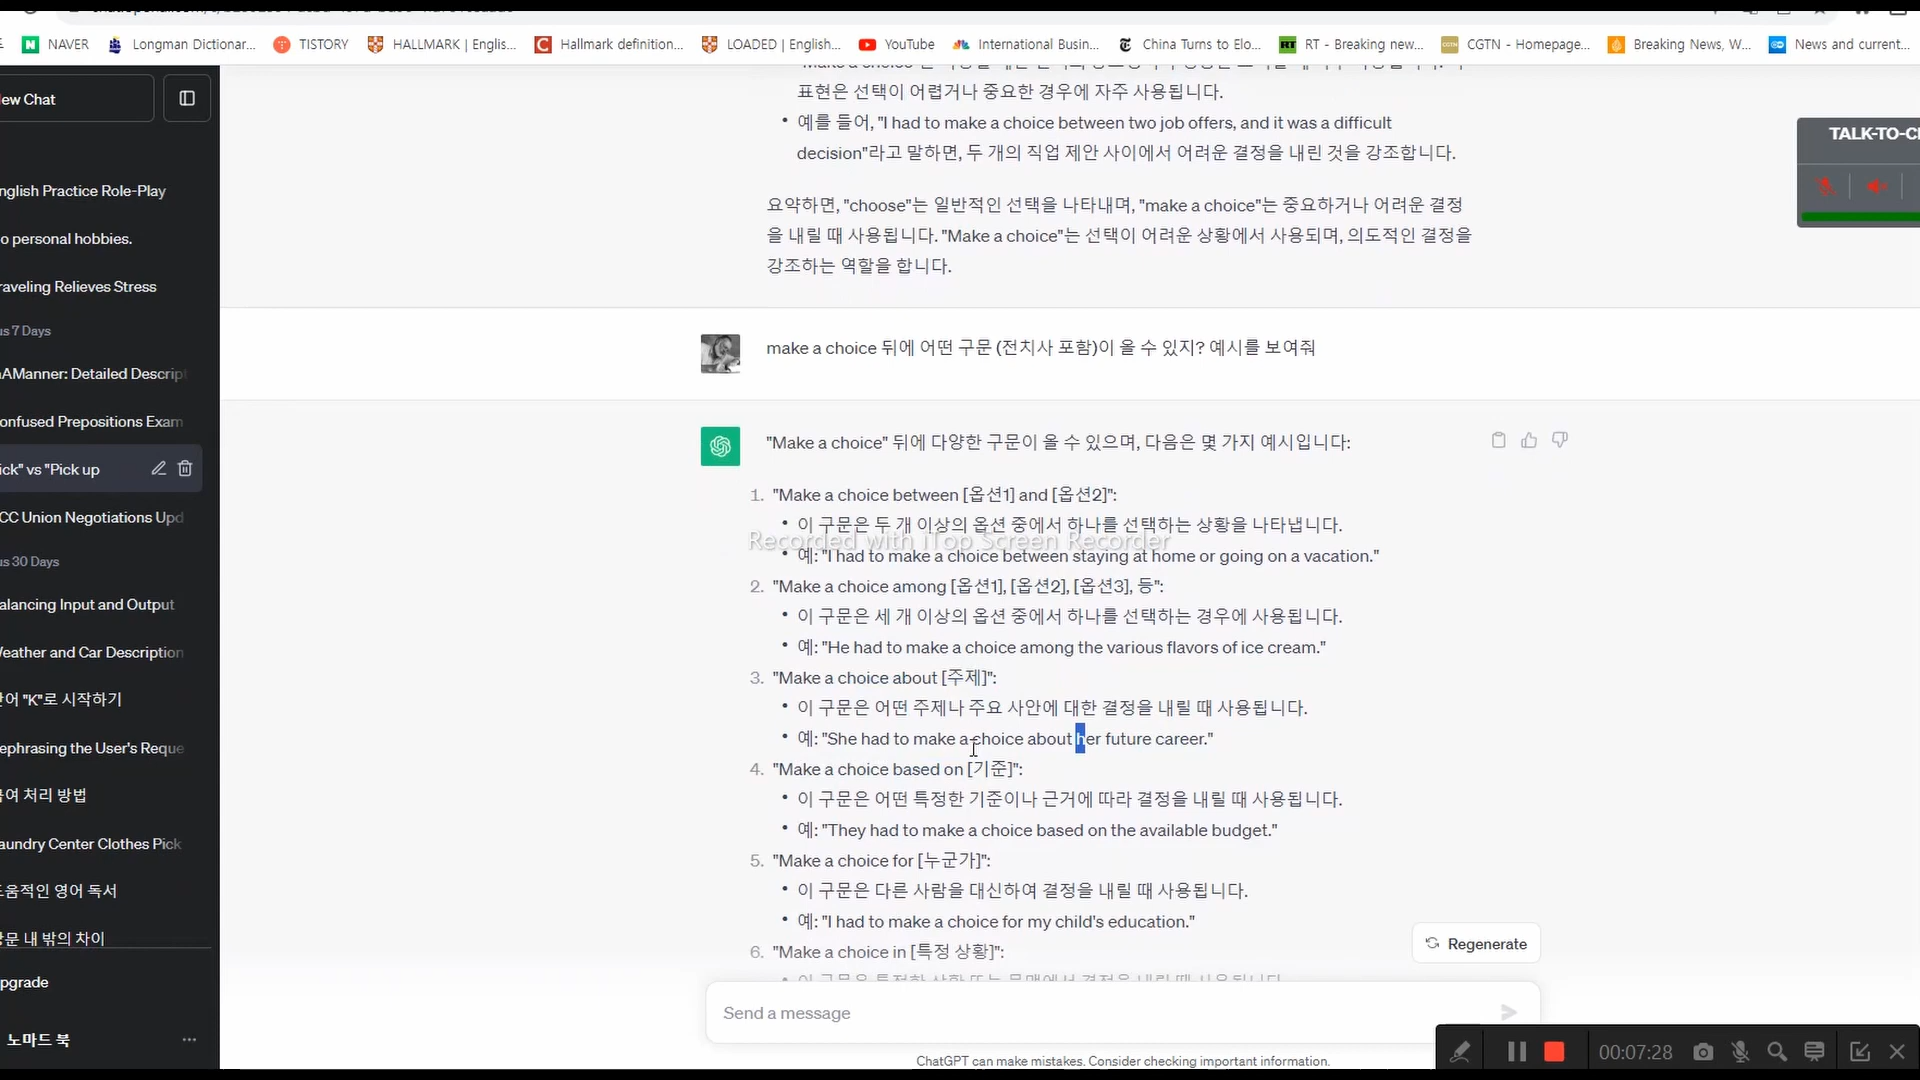 NAVER
Longman Dictionar...
TISTORY
HALLMARK | Englis...
Hallmark definition...
LOADED | English...
YouTube
International Busin...
China Turns to Elo...
RT - Breaking new...
CGTN - Homepage...
Breaking News, W...
News and current...
ew Chat
nglish Practice Role-Play
o personal hobbies.
raveling Relieves Stress
us 7 Days
AManner: Detailed Descrip
onfused Prepositions Exam
ick" vs "Pick up
CC Union Negotiations Upd
us 30 Days
alancing Input and Output
eather and Car Description
어 "K"로 시작하기
ephrasing the User's Reque
여 처리 방법
aundry Center Clothes Pick
움적인 영어 독서
문 내 밖의 차이
pgrade
노마드 북
표현은 선택이 어렵거나 중요한 경우에 자주 사용됩니다.
• 예를 들어, "I had to make a choice between two job offers, and it was a difficult
decision"라고 말하면, 두 개의 직업 제안 사이에서 어려운 결정을 내린 것을 강조합니다.
요약하면, "choose"는 일반적인 선택을 나타내며, "make a choice"는 중요하거나 어려운 결정
을 내릴 때 사용됩니다. "Make a choice"는 선택이 어려운 상황에서 사용되며, 의도적인 결정을
강조하는 역할을 합니다.
make a choice 뒤에 어떤 구문 (전치사 포함)이 올 수 있지? 예시를 보여줘
"Make a choice" 뒤에 다양한 구문이 올 수 있으며, 다음은 몇 가지 예시입니다:
1. "Make a choice between [옵션1] and [옵션2]":
• 이 구문은 두 개 이상의 옵션 중에서 하나를 선택하는 상황을 나타냅니다.
Recorded with iTop Screen Recorder
• 예: "I had to make a choice between staying at home or going on a vacation."
2. "Make a choice among [옵션1], [옵션2], [옵션3], 등":
• 이 구문은 세 개 이상의 옵션 중에서 하나를 선택하는 경우에 사용됩니다.
• 예: "He had to make a choice among the various flavors of ice cream."
3. "Make a choice about [주제]":
• 이 구문은 어떤 주제나 주요 사안에 대한 결정을 내릴 때 사용됩니다.
• 예: "She had to make a choice about her future career."
4. "Make a choice based on [기준]":
• 이 구문은 어떤 특정한 기준이나 근거에 따라 결정을 내릴 때 사용됩니다.
• 예: "They had to make a choice based on the available budget."
5. "Make a choice for [누군가]":
• 이 구문은 다른 사람을 대신하여 결정을 내릴 때 사용됩니다.
• 예: "I had to make a choice for my child's education."
6. "Make a choice in [특정 상황]":
Regenerate
Send a message
ChatGPT can make mistakes. Consider checking important information.
TALK-TO-C
00:07:28